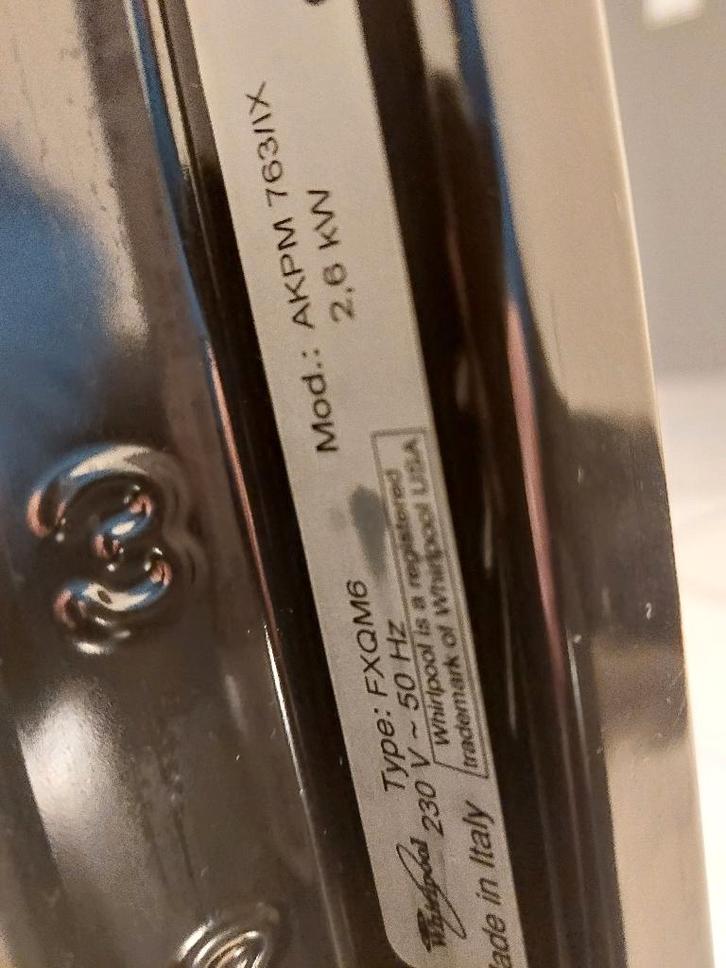 Whirlpool
Type: FXQM6
230 V ~ 50 Hz
Whirlpool is a registered
trademark of Whirlpool USA
ade in Italy
Mod.: AKPM 763/IX
2,6 kW